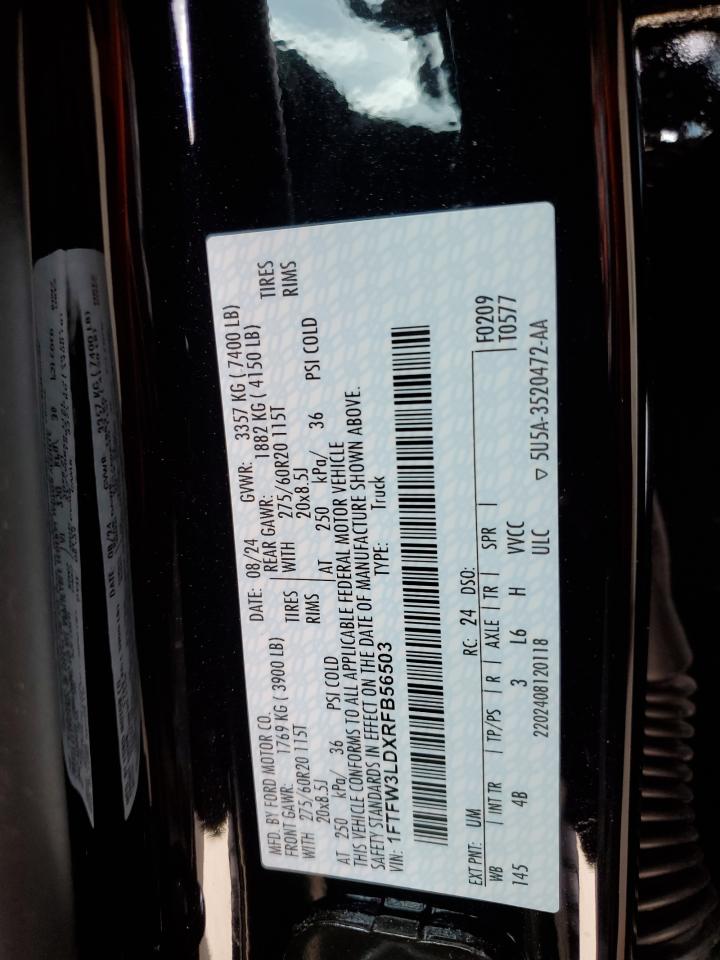 MFD. BY FORD MOTOR CO.
DATE: 08/24 GVWR: 3357 KG ( 7400 LB)
FRONT GAWR: 1769 KG ( 3900 LB)
REAR GAWR: 1882 KG ( 4150 LB)
WITH 275/60R20 115T TIRES
WITH 275/60R20 115T TIRES
20x8.5J RIMS
20x8.5J RIMS
AT 250 kPa/ 36 PSI COLD
AT 250 kPa/ 36 PSI COLD
THIS VEHICLE CONFORMS TO ALL APPLICABLE FEDERAL MOTOR VEHICLE
SAFETY STANDARDS IN EFFECT ON THE DATE OF MANUFACTURE SHOWN ABOVE.
VIN: 1FTFW3LDXRFB56503 TYPE: Truck
F0209
T0577
EXT PNT: UM RC: 24 DSO:
WB | INTTR | TP/PS | R | AXLE | TR | SPR |
145 4B 3 L6 H VVCC
2202408120118 ULC ▽ 5U5A-3520472-AA